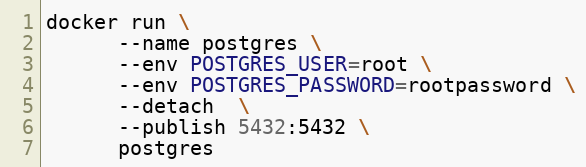 1 docker run \
2       --name postgres \
3       --env POSTGRES_USER=root \
4       --env POSTGRES_PASSWORD=rootpassword \
5       --detach  \
6       --publish 5432:5432 \
7       postgres